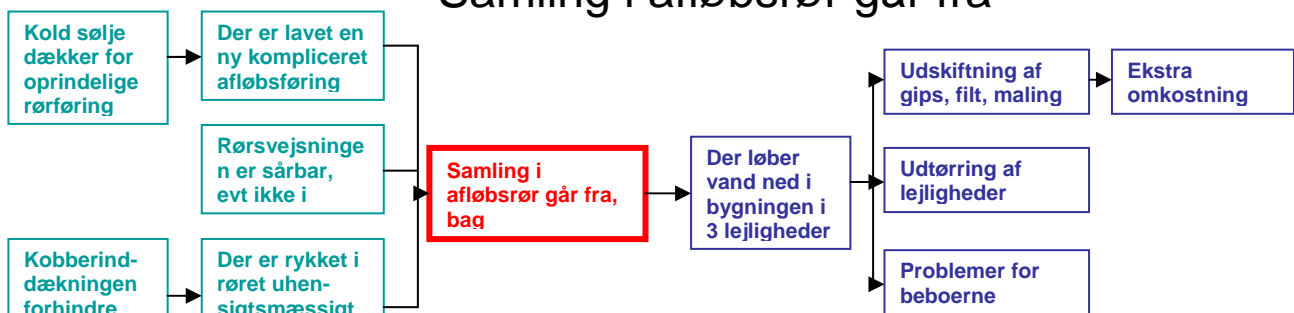 Samling i afløbsrør går fra
Kold sølje
dækker for
oprindelige
rørføring
Der er lavet en
ny kompliceret
afløbsføring
Rørsvejsninge
n er sårbar,
evt ikke i
Kobberind-
dækningen
forhindre
Der er rykket i
røret uhen-
sigtsmæssigt
Samling i
afløbsrør går fra,
bag
Der løber
vand ned i
bygningen i
3 lejligheder
Udskiftning af
gips, filt, maling
Ekstra
omkostning
Udtørring af
lejligheder
Problemer for
beboerne